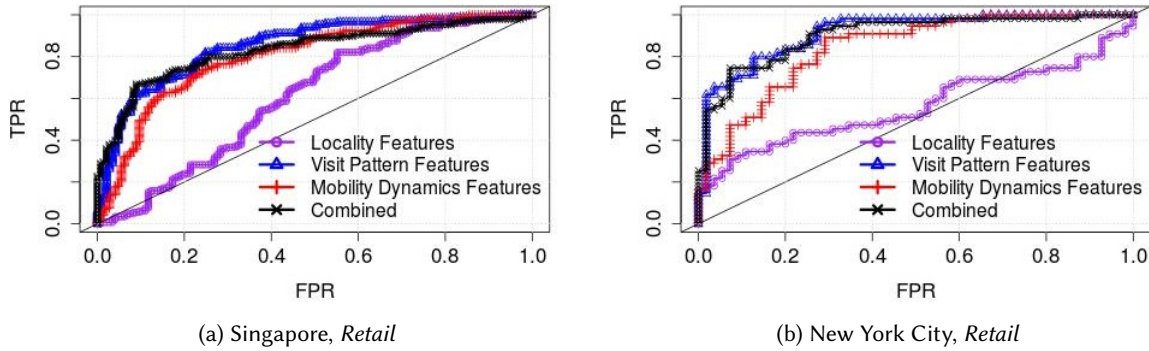 TPR
0.0 0.4 0.8
Locality Features
Visit Pattern Features
Mobility Dynamics Features
Combined
0.0 0.2 0.4 0.6 0.8 1.0
FPR
(a) Singapore, Retail
TPR
0.0 0.4 0.8
Locality Features
Visit Pattern Features
Mobility Dynamics Features
Combined
0.0 0.2 0.4 0.6 0.8 1.0
FPR
(b) New York City, Retail